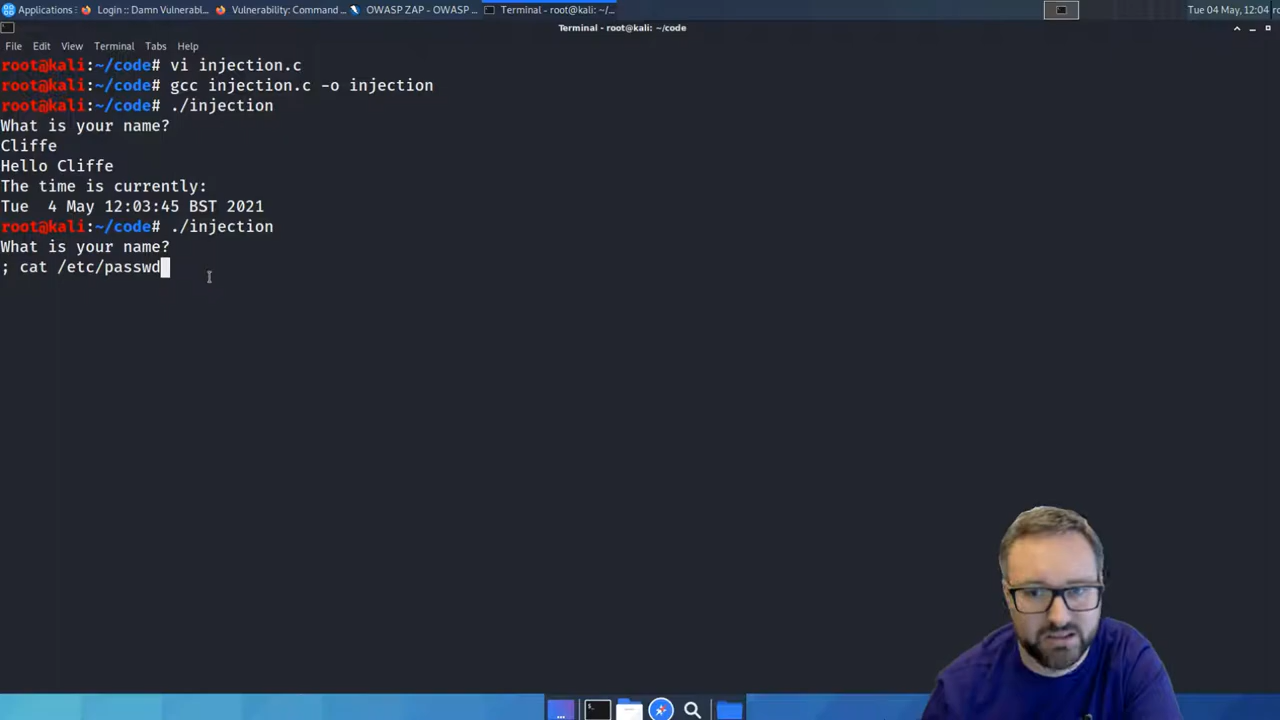 Applications
Login :: Damn Vulnerabl...
Vulnerability: Command ...
OWASP ZAP - OWASP ...
Terminal - root@kali: ~/...
Tue 04 May, 12:04
Terminal - root@kali: ~/code
File Edit View Terminal Tabs Help
root@kali:~/code# vi injection.c
root@kali:~/code# gcc injection.c -o injection
root@kali:~/code# ./injection
What is your name?
Cliffe
Hello Cliffe
The time is currently:
Tue  4 May 12:03:45 BST 2021
root@kali:~/code# ./injection
What is your name?
; cat /etc/passwd